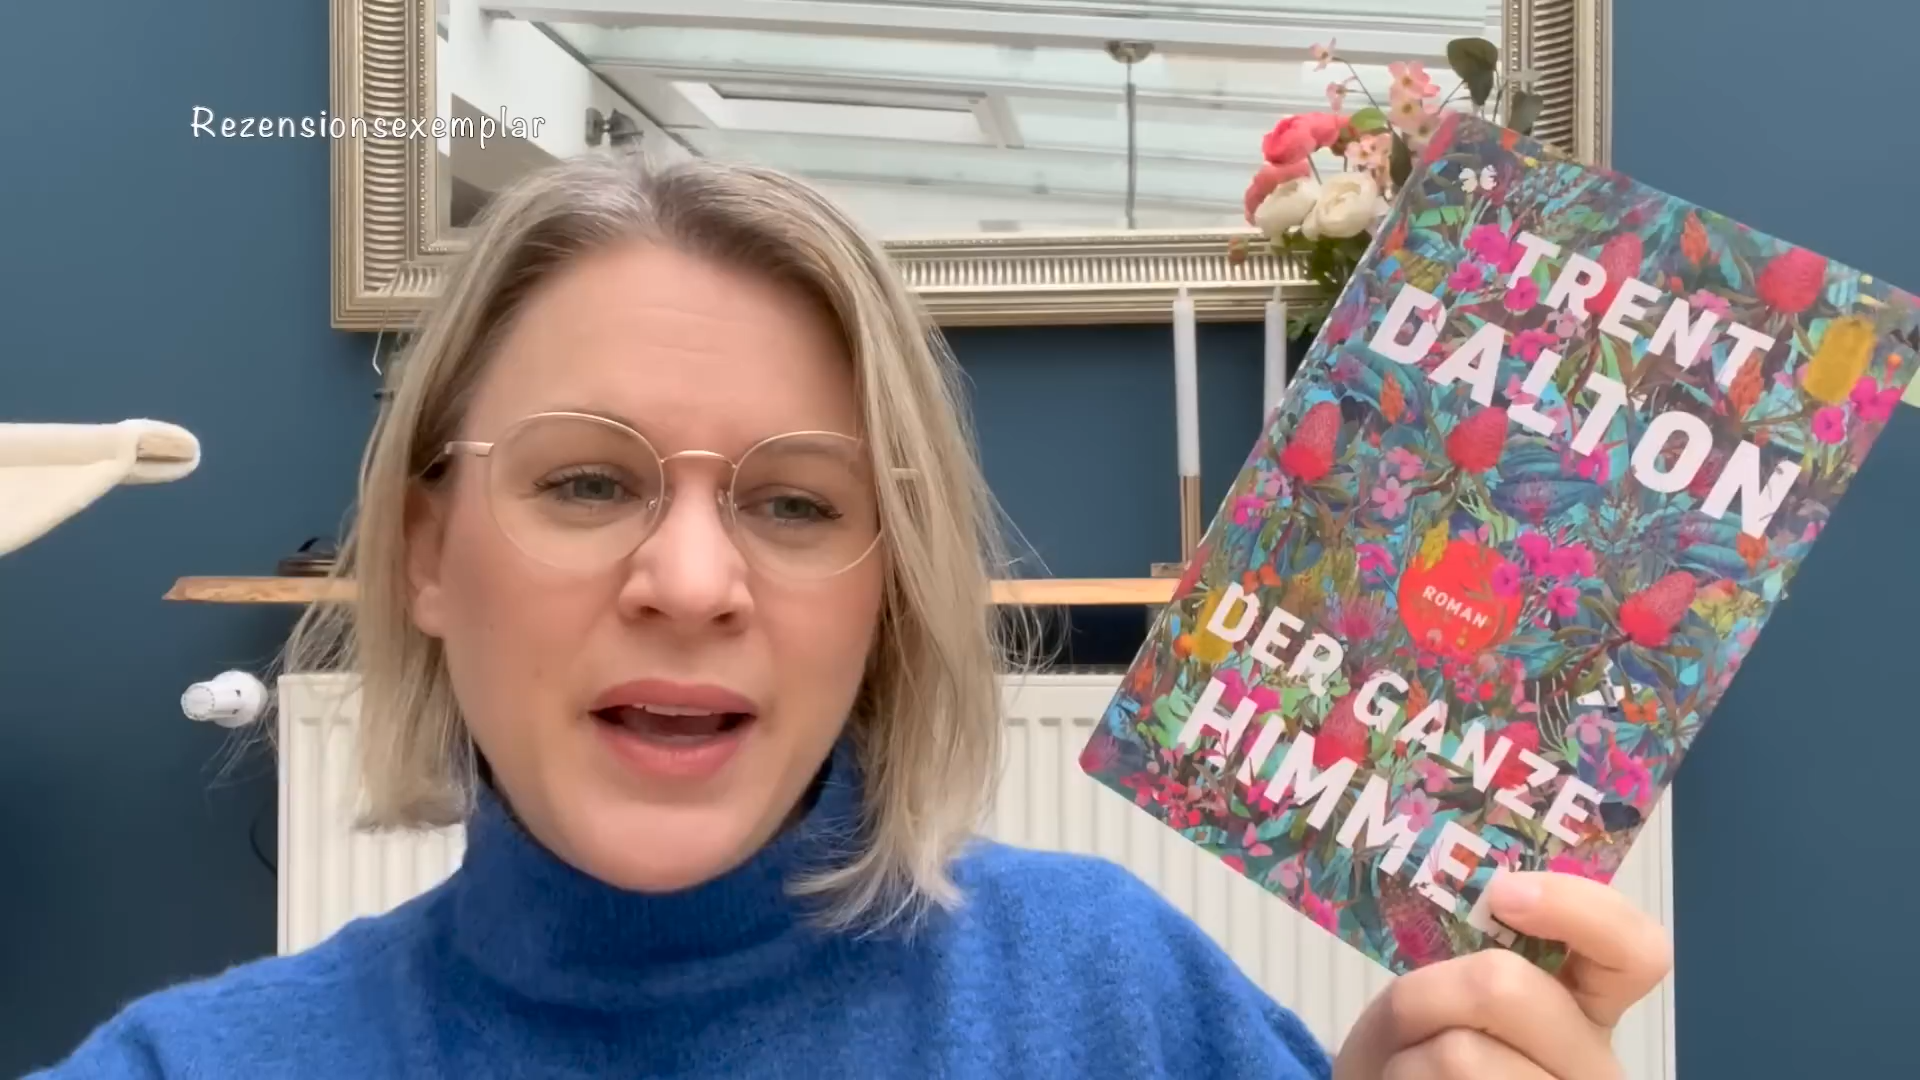 Rezensionsexemplar
TRENT
DALTON
ROMAN
DER GANZE
HIMMEL